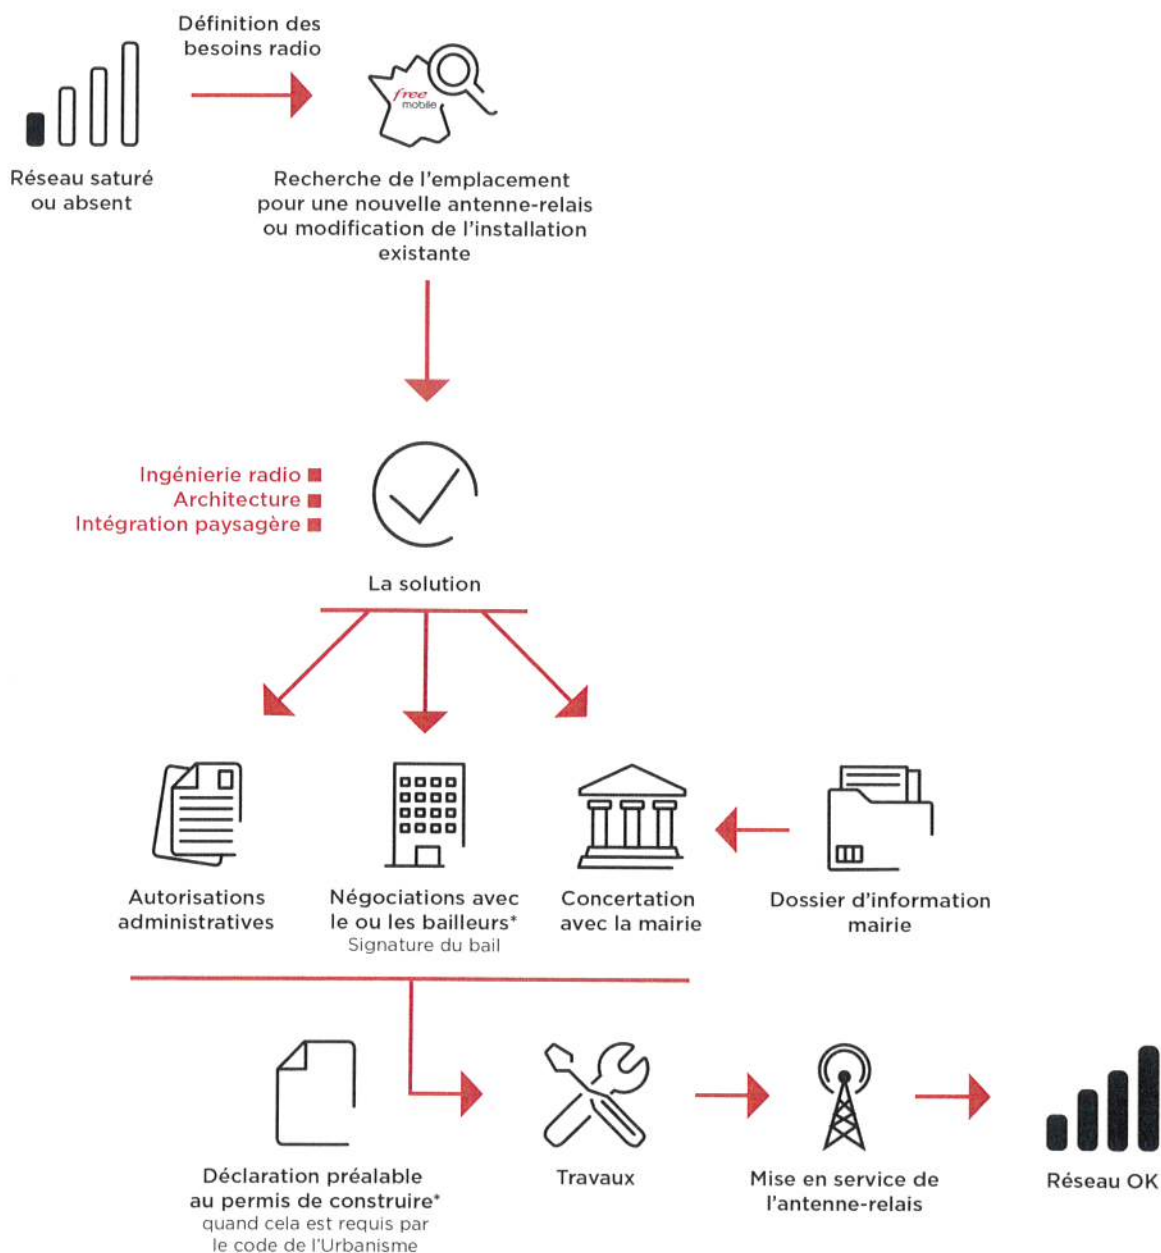 Définition des
besoins radio
free
mobile
Réseau saturé
ou absent
Recherche de l'emplacement
pour une nouvelle antenne-relais
ou modification de l'installation
existante
Ingénierie radio
Architecture
Intégration paysagère
La solution
Autorisations
administratives
Négociations avec
le ou les bailleurs*
Signature du bail
Concertation
avec la mairie
Dossier d'information
mairie
Déclaration préalable
au permis de construire*
quand cela est requis par
le code de l'Urbanisme
Travaux
Mise en service de
l'antenne-relais
Réseau OK